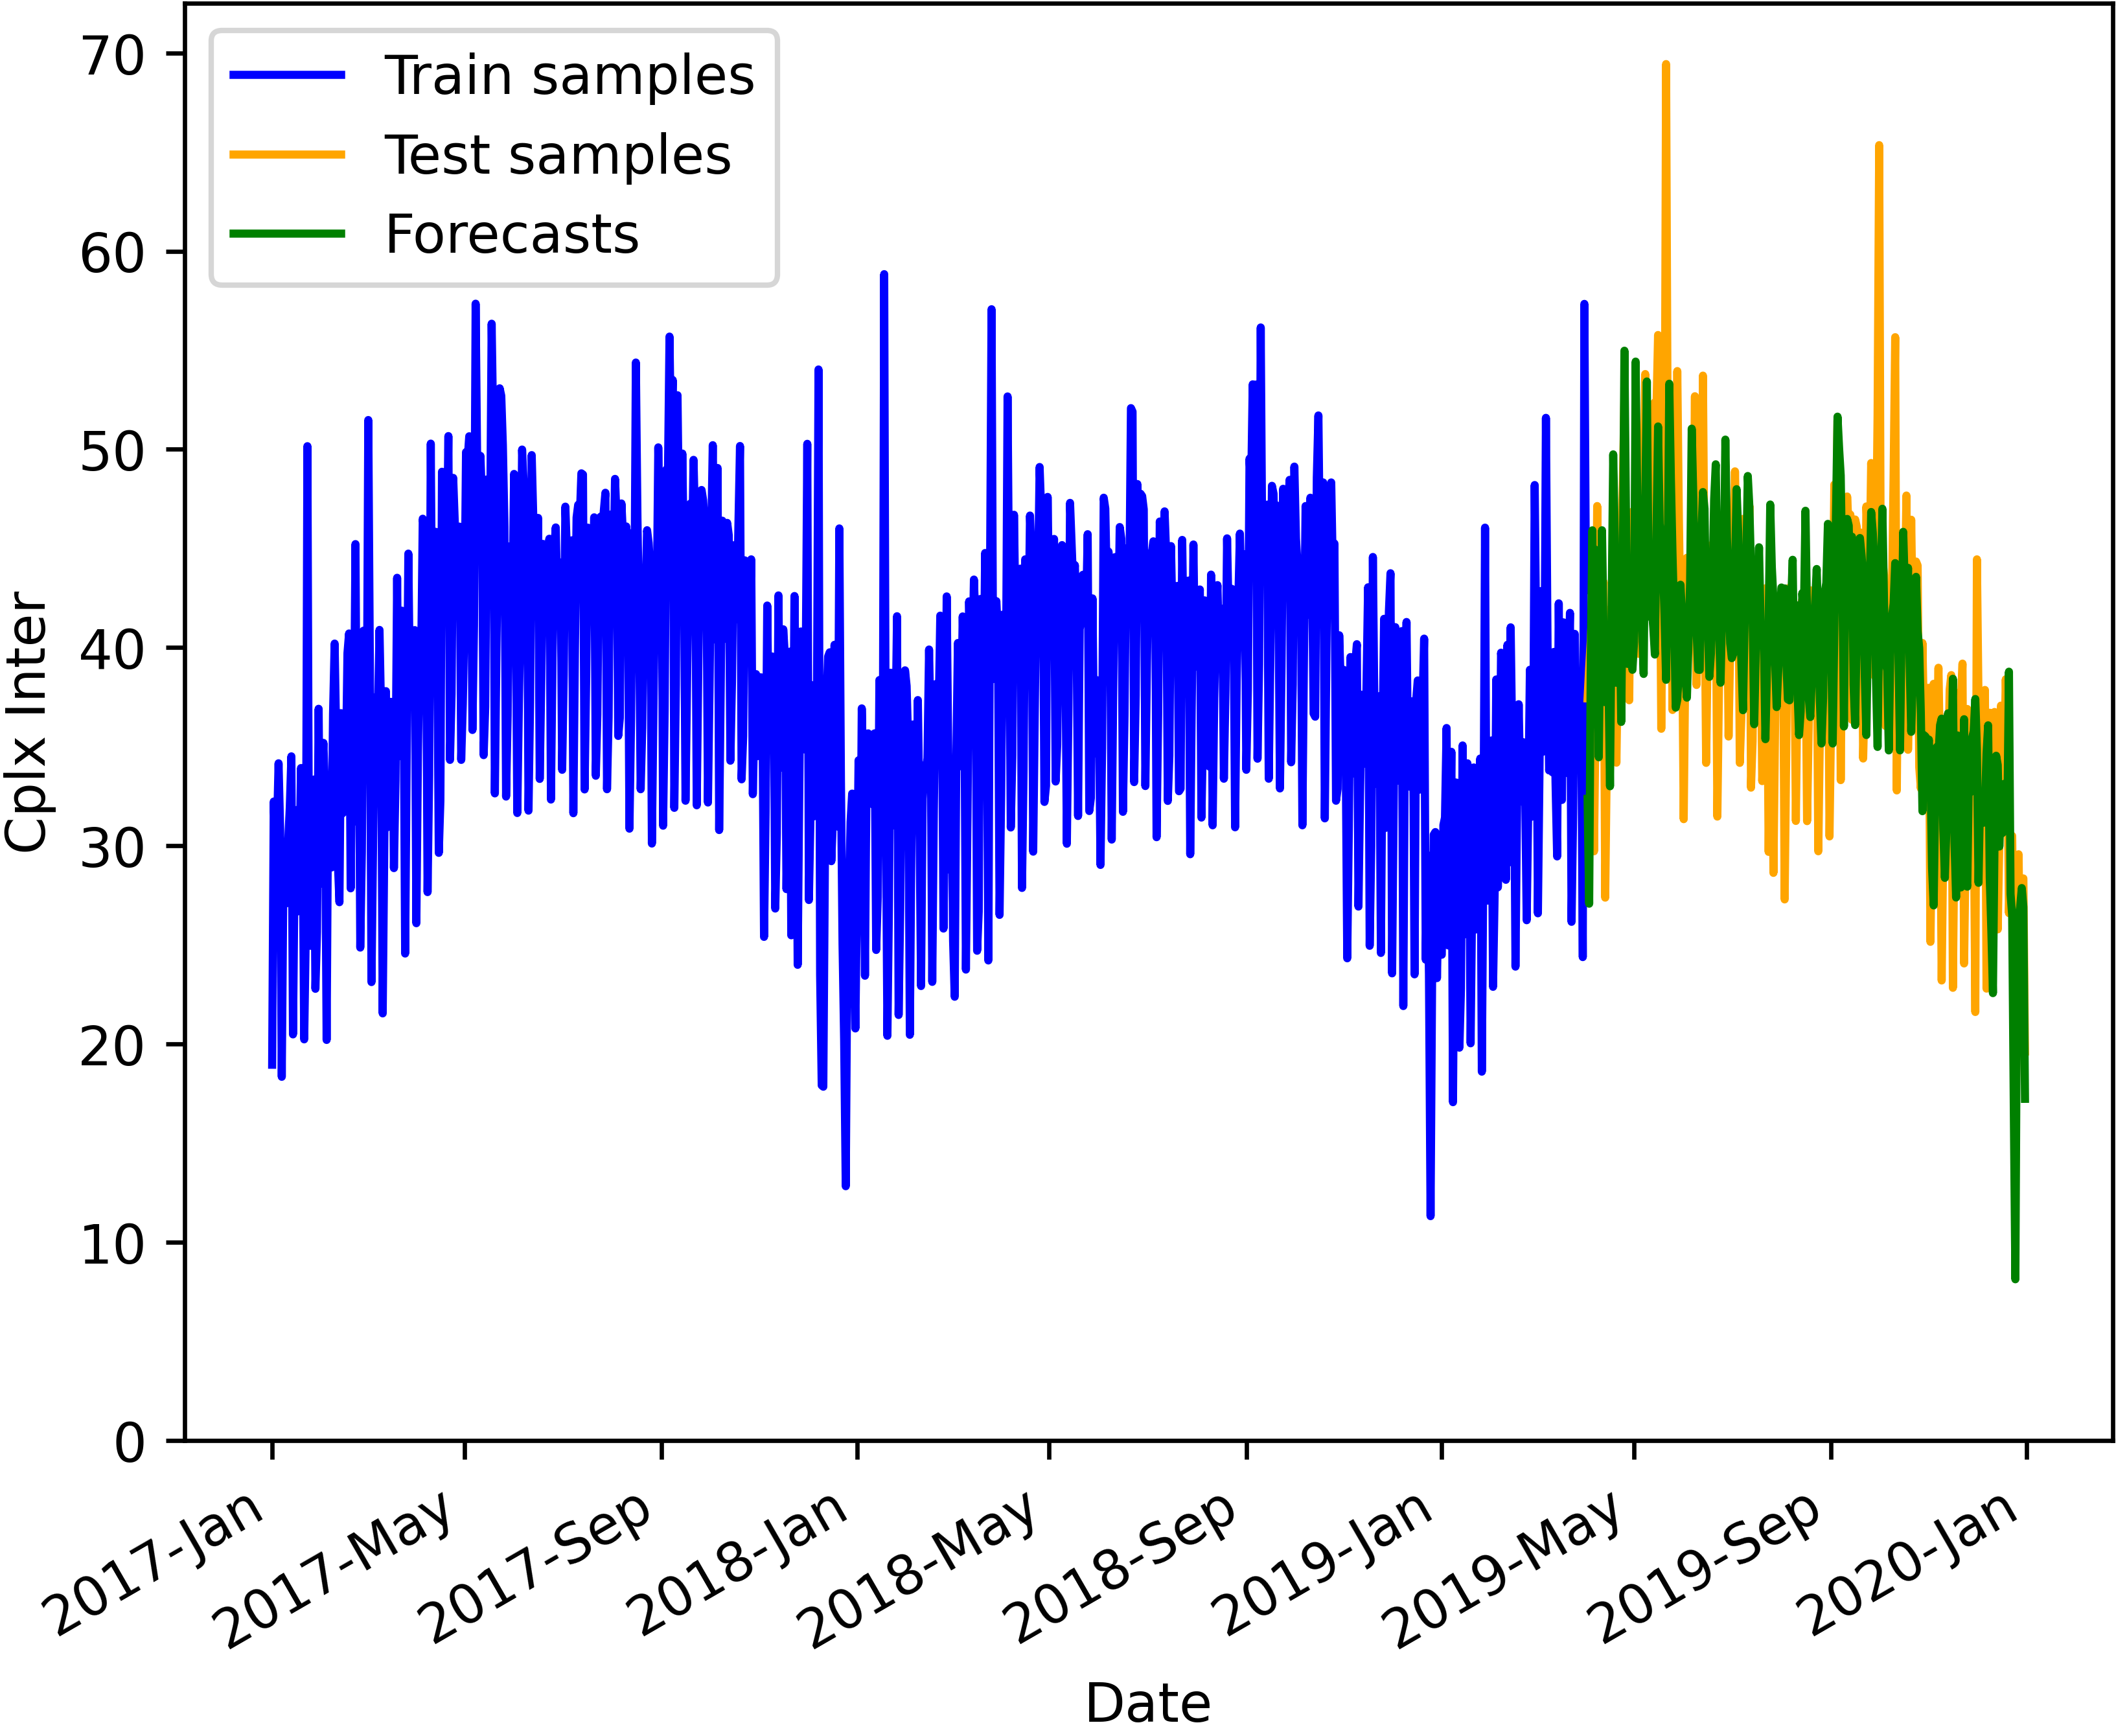 Train samples
Test samples
Forecasts
70
60
50
40
30
20
10
0
Cplx Inter
2017-Jan
2017-May
2017-Sep
2018-Jan
2018-May
2018-Sep
2019-Jan
2019-May
2019-Sep
2020-Jan
Date